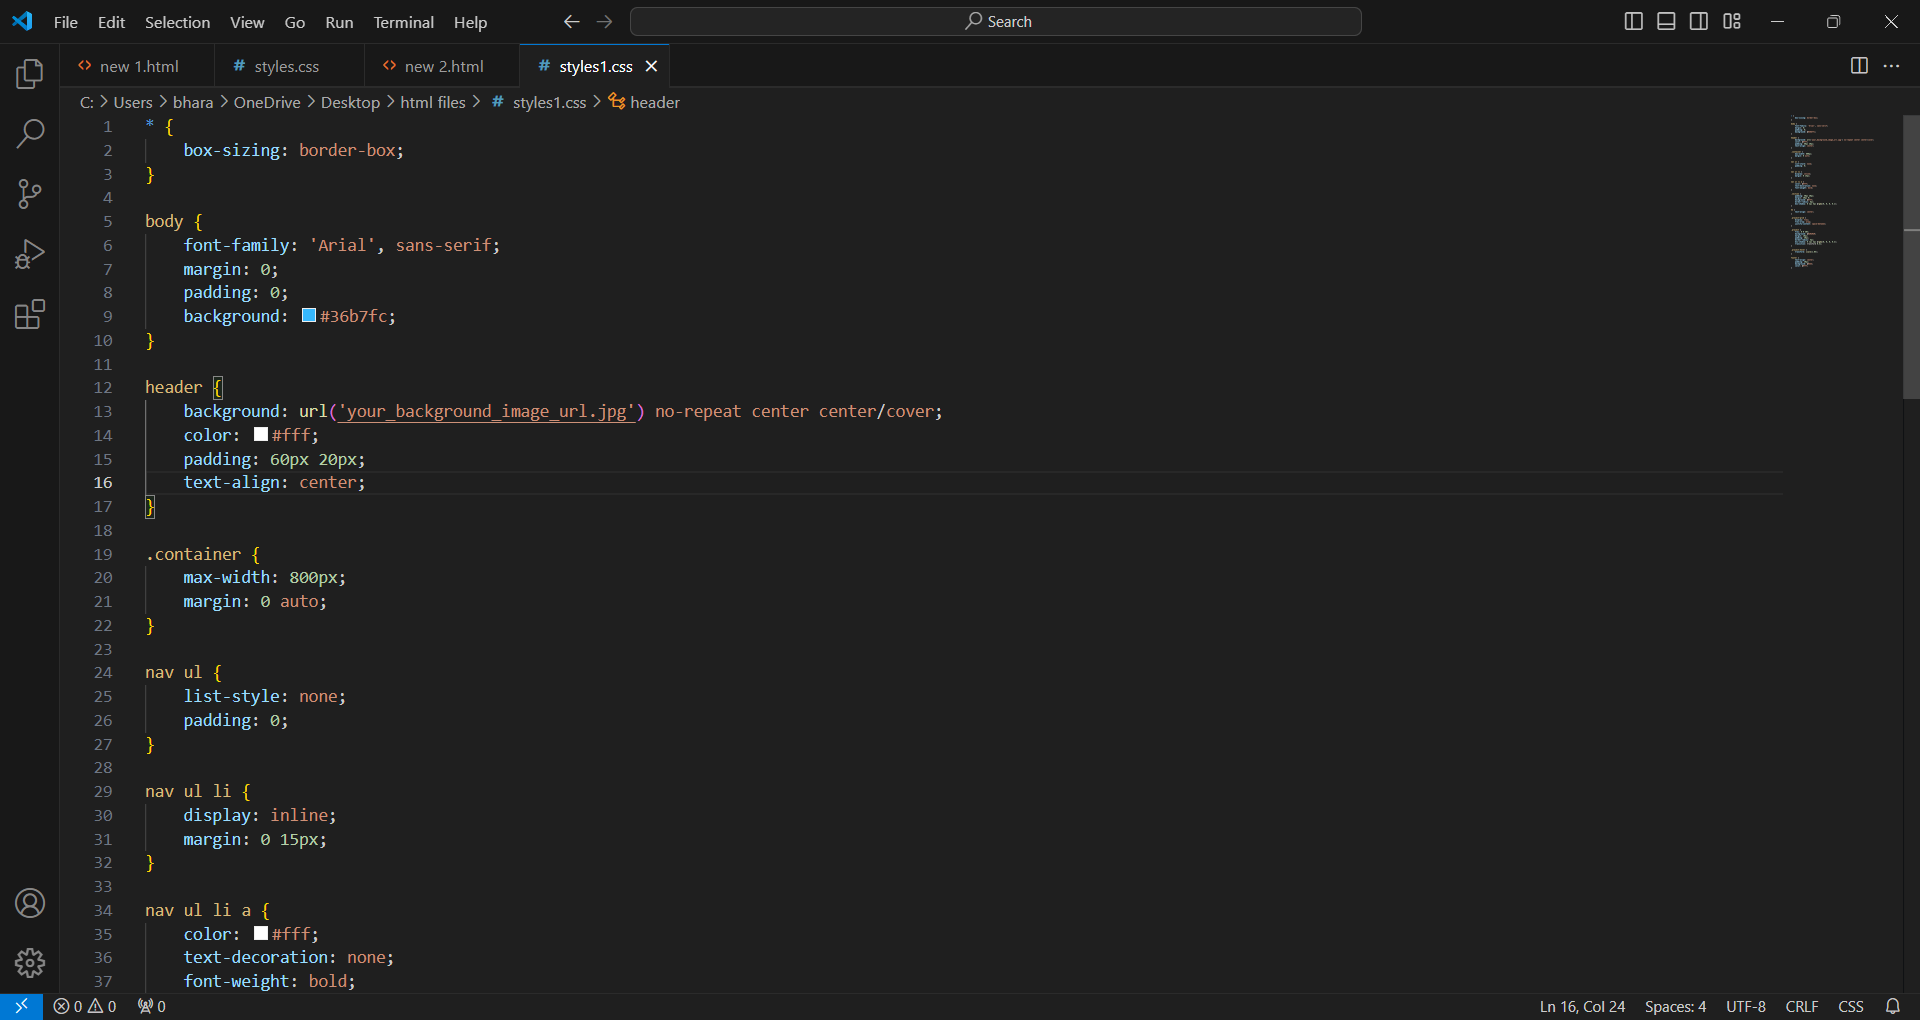 File Edit Selection View Go Run Terminal Help Search
new 1.html styles.css new 2.html styles1.css
C: > Users > bhara > OneDrive > Desktop > html files > # styles1.css > header
1 * {
2 box-sizing: border-box;
3 }
4
5 body {
6 font-family: 'Arial', sans-serif;
7 margin: 0;
8 padding: 0;
9 background: #36b7fc;
10 }
11
12 header {
13 background: url('your_background_image_url.jpg') no-repeat center center/cover;
14 color: #fff;
15 padding: 60px 20px;
16 text-align: center;
17 }
18
19 .container {
20 max-width: 800px;
21 margin: 0 auto;
22 }
23
24 nav ul {
25 list-style: none;
26 padding: 0;
27 }
28
29 nav ul li {
30 display: inline;
31 margin: 0 15px;
32 }
33
34 nav ul li a {
35 color: #fff;
36 text-decoration: none;
37 font-weight: bold;
0 0 0 Ln 16, Col 24 Spaces: 4 UTF-8 CRLF CSS